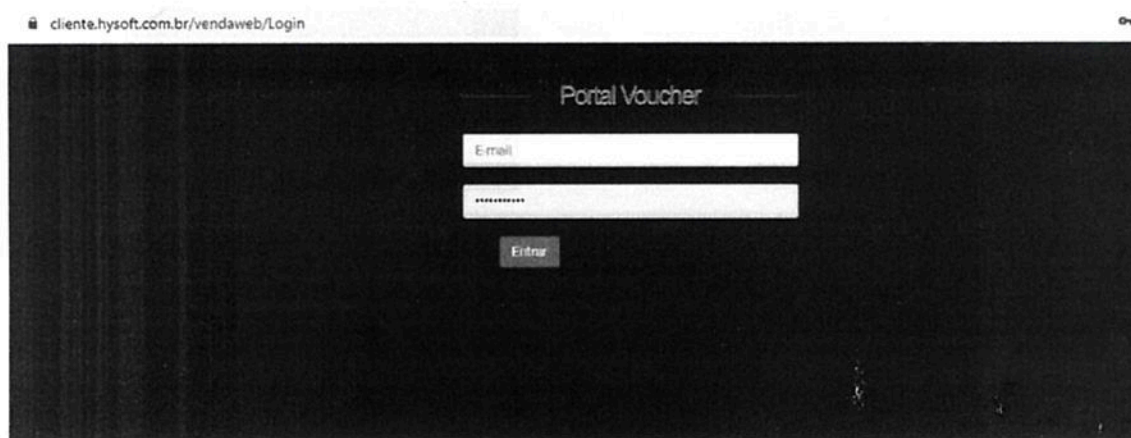 cliente.hysoft.com.br/vendaweb/Login
Portal Voucher
E-mail
•••••••••••
Entrar